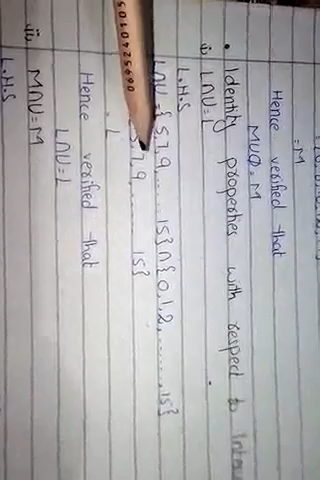 = M
Hence verified that
M∪φ = M
• Identity properties with respect to
i) L∩U = L
L.H.S
L∩U = {5,7,9, ..... 15} ∩ {0,1,2, ......., 15}
7,9, ....... 15}
= L
Hence verified that
L∩U = L
ii. M∩U = M
L.H.S